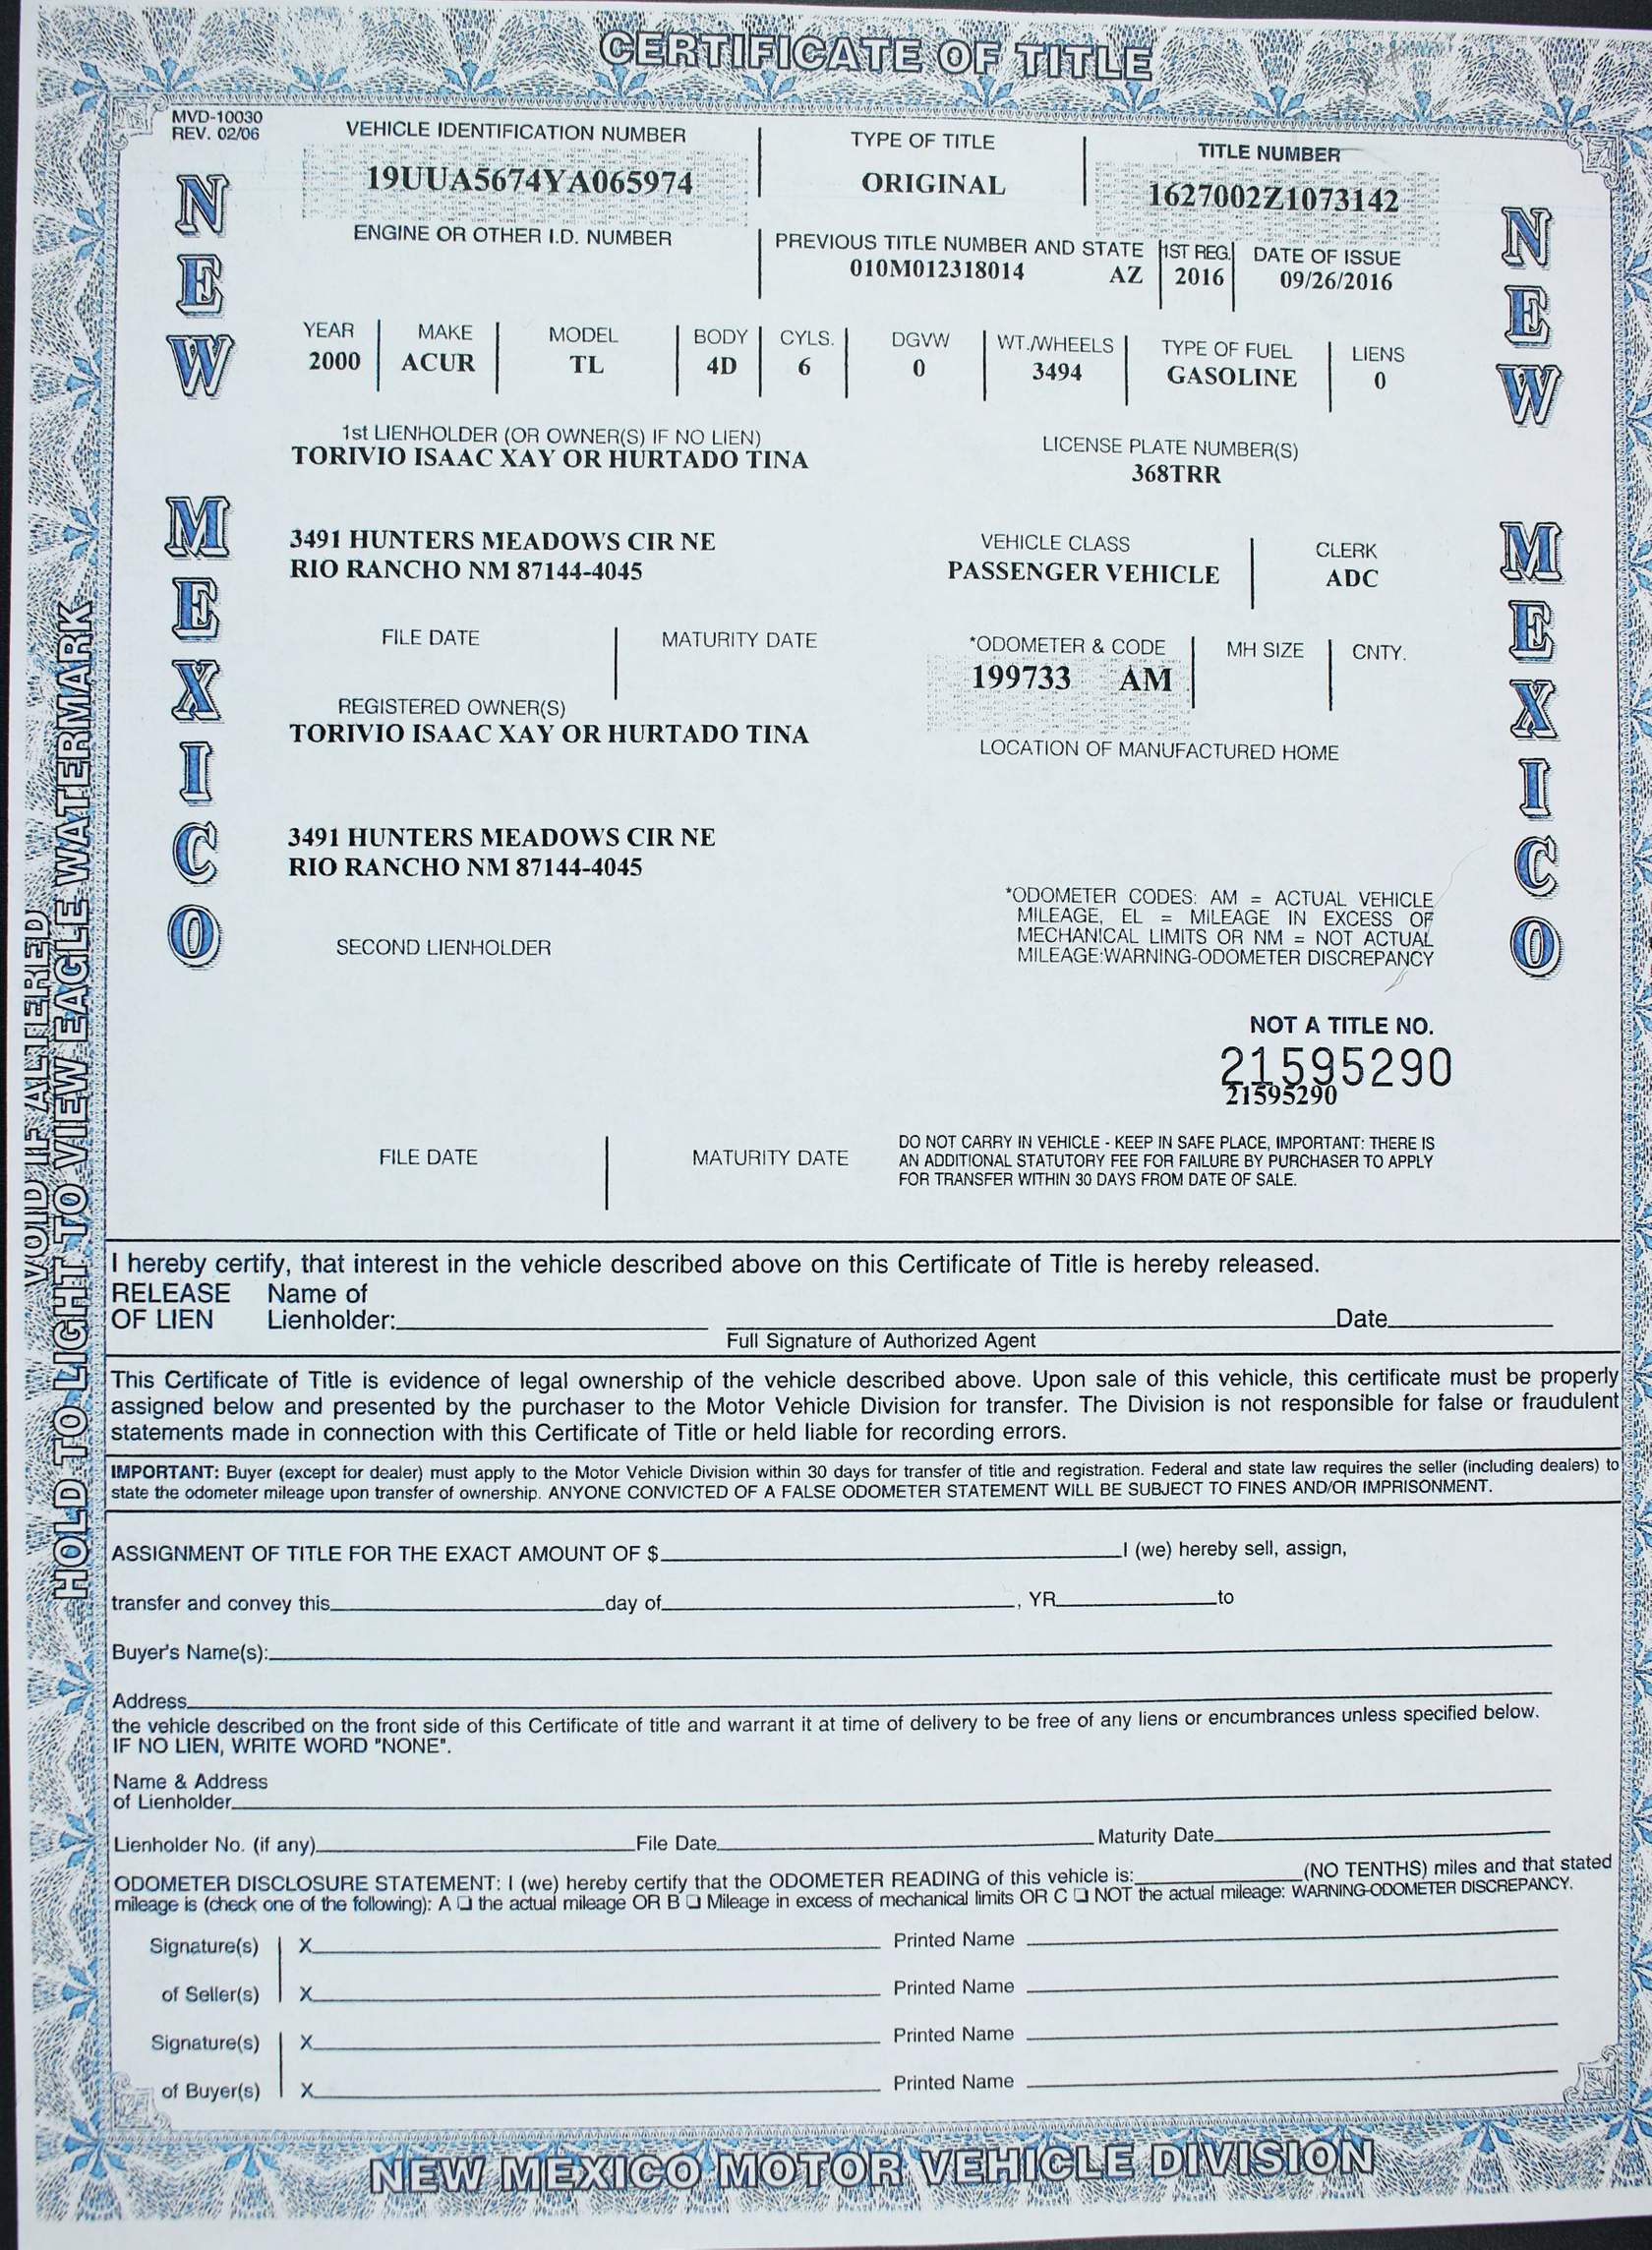 CERTIFICATE OF TITLE
MVD-10030
REV. 02/06
NEW MEXICO
NEW MEXICO
VOID IF ALTERED
HOLD TO LIGHT TO VIEW EAGLE WATERMARK
VEHICLE IDENTIFICATION NUMBER
19UUA5674YA065974
TYPE OF TITLE
ORIGINAL
TITLE NUMBER
1627002Z1073142
ENGINE OR OTHER I.D. NUMBER
PREVIOUS TITLE NUMBER AND STATE
010M012318014 AZ
1ST REG.
2016
DATE OF ISSUE
09/26/2016
YEAR MAKE MODEL BODY CYLS. DGVW WT./WHEELS TYPE OF FUEL LIENS
2000 ACUR TL 4D 6 0 3494 GASOLINE 0
1st LIENHOLDER (OR OWNER(S) IF NO LIEN)
TORIVIO ISAAC XAY OR HURTADO TINA
LICENSE PLATE NUMBER(S)
368TRR
3491 HUNTERS MEADOWS CIR NE
RIO RANCHO NM 87144-4045
VEHICLE CLASS
PASSENGER VEHICLE
CLERK
ADC
FILE DATE MATURITY DATE
*ODOMETER & CODE
199733 AM
MH SIZE
CNTY.
REGISTERED OWNER(S)
TORIVIO ISAAC XAY OR HURTADO TINA
LOCATION OF MANUFACTURED HOME
3491 HUNTERS MEADOWS CIR NE
RIO RANCHO NM 87144-4045
*ODOMETER CODES: AM = ACTUAL VEHICLE
MILEAGE, EL = MILEAGE IN EXCESS OF
MECHANICAL LIMITS OR NM = NOT ACTUAL
MILEAGE:WARNING-ODOMETER DISCREPANCY
SECOND LIENHOLDER
NOT A TITLE NO.
21595290
21595290
FILE DATE MATURITY DATE
DO NOT CARRY IN VEHICLE - KEEP IN SAFE PLACE, IMPORTANT: THERE IS
AN ADDITIONAL STATUTORY FEE FOR FAILURE BY PURCHASER TO APPLY
FOR TRANSFER WITHIN 30 DAYS FROM DATE OF SALE.
I hereby certify, that interest in the vehicle described above on this Certificate of Title is hereby released.
RELEASE Name of
OF LIEN Lienholder: Date
Full Signature of Authorized Agent
This Certificate of Title is evidence of legal ownership of the vehicle described above. Upon sale of this vehicle, this certificate must be properly
assigned below and presented by the purchaser to the Motor Vehicle Division for transfer. The Division is not responsible for false or fraudulent
statements made in connection with this Certificate of Title or held liable for recording errors.
IMPORTANT: Buyer (except for dealer) must apply to the Motor Vehicle Division within 30 days for transfer of title and registration. Federal and state law requires the seller (including dealers) to
state the odometer mileage upon transfer of ownership. ANYONE CONVICTED OF A FALSE ODOMETER STATEMENT WILL BE SUBJECT TO FINES AND/OR IMPRISONMENT.
ASSIGNMENT OF TITLE FOR THE EXACT AMOUNT OF $ I (we) hereby sell, assign,
transfer and convey this day of , YR to
Buyer's Name(s):
Address
the vehicle described on the front side of this Certificate of title and warrant it at time of delivery to be free of any liens or encumbrances unless specified below.
IF NO LIEN, WRITE WORD "NONE".
Name & Address
of Lienholder
Lienholder No. (if any) File Date Maturity Date
ODOMETER DISCLOSURE STATEMENT: I (we) hereby certify that the ODOMETER READING of this vehicle is: (NO TENTHS) miles and that stated
mileage is (check one of the following): A ❏ the actual mileage OR B ❏ Mileage in excess of mechanical limits OR C ❏ NOT the actual mileage: WARNING-ODOMETER DISCREPANCY.
Signature(s) X Printed Name
of Seller(s) X Printed Name
Signature(s) X Printed Name
of Buyer(s) X Printed Name
NEW MEXICO MOTOR VEHICLE DIVISION